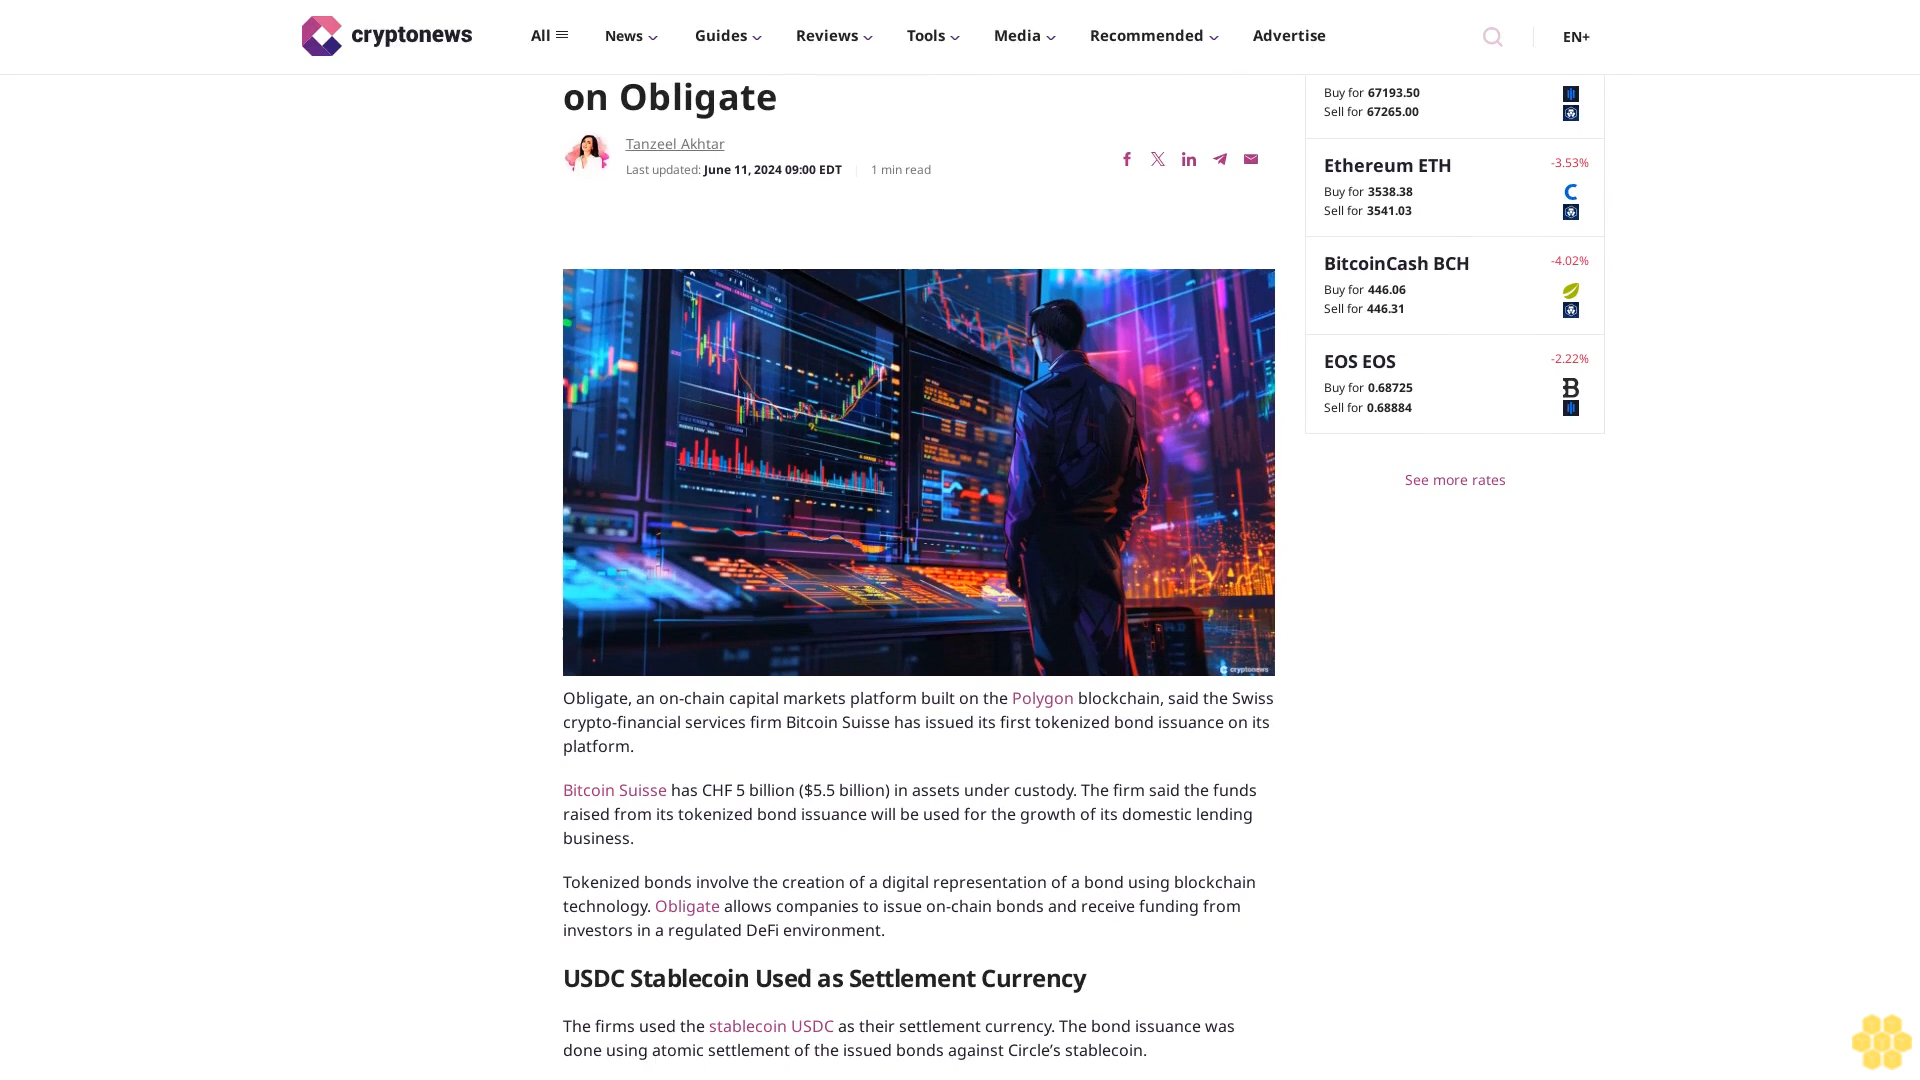 cryptonews
All
News
Guides
Reviews
Tools
Media
Recommended
Advertise
EN+
on Obligate
Tanzeel Akhtar
Last updated: June 11, 2024 09:00 EDT
1 min read
Buy for 67193.50
Sell for 67265.00
Ethereum ETH
-3.53%
Buy for 3538.38
Sell for 3541.03
BitcoinCash BCH
-4.02%
Buy for 446.06
Sell for 446.31
EOS EOS
-2.22%
Buy for 0.68725
Sell for 0.68884
See more rates
cryptonews
Obligate, an on-chain capital markets platform built on the Polygon blockchain, said the Swiss
crypto-financial services firm Bitcoin Suisse has issued its first tokenized bond issuance on its
platform.
Bitcoin Suisse has CHF 5 billion ($5.5 billion) in assets under custody. The firm said the funds
raised from its tokenized bond issuance will be used for the growth of its domestic lending
business.
Tokenized bonds involve the creation of a digital representation of a bond using blockchain
technology. Obligate allows companies to issue on-chain bonds and receive funding from
investors in a regulated DeFi environment.
USDC Stablecoin Used as Settlement Currency
The firms used the stablecoin USDC as their settlement currency. The bond issuance was
done using atomic settlement of the issued bonds against Circle’s stablecoin.